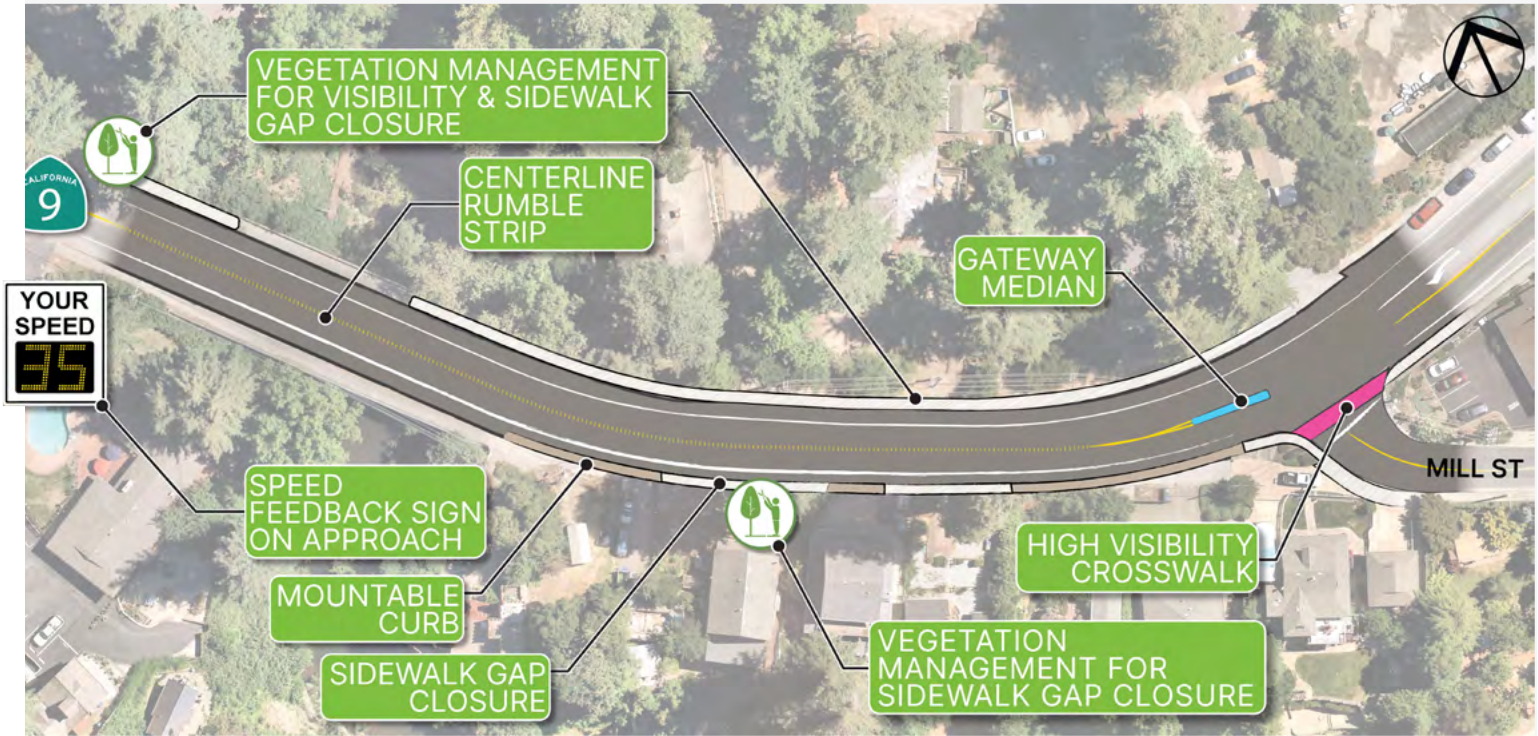 VEGETATION MANAGEMENT
FOR VISIBILITY & SIDEWALK
GAP CLOSURE
CALIFORNIA
9
CENTERLINE
RUMBLE
STRIP
GATEWAY
MEDIAN
YOUR
SPEED
35
MILL ST
SPEED
FEEDBACK SIGN
ON APPROACH
MOUNTABLE
CURB
SIDEWALK GAP
CLOSURE
VEGETATION
MANAGEMENT FOR
SIDEWALK GAP CLOSURE
HIGH VISIBILITY
CROSSWALK